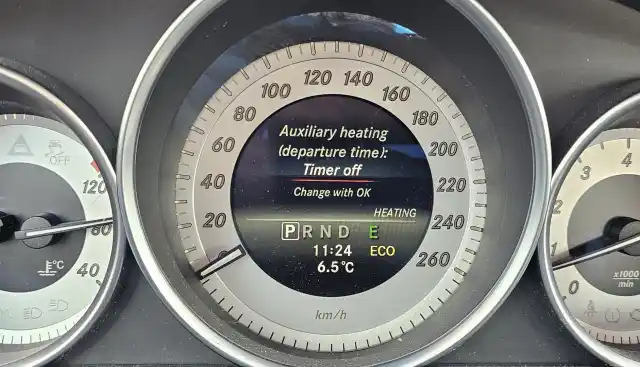 Auxiliary heating
(departure time):
Timer off
Change with OK
HEATING
P R N D E
11:24 ECO
6.5°C
km/h
0
20
40
60
80
100
120
140
160
180
200
220
240
260
OFF
120
80
40
°C
0
1
2
3
4
x1000
min